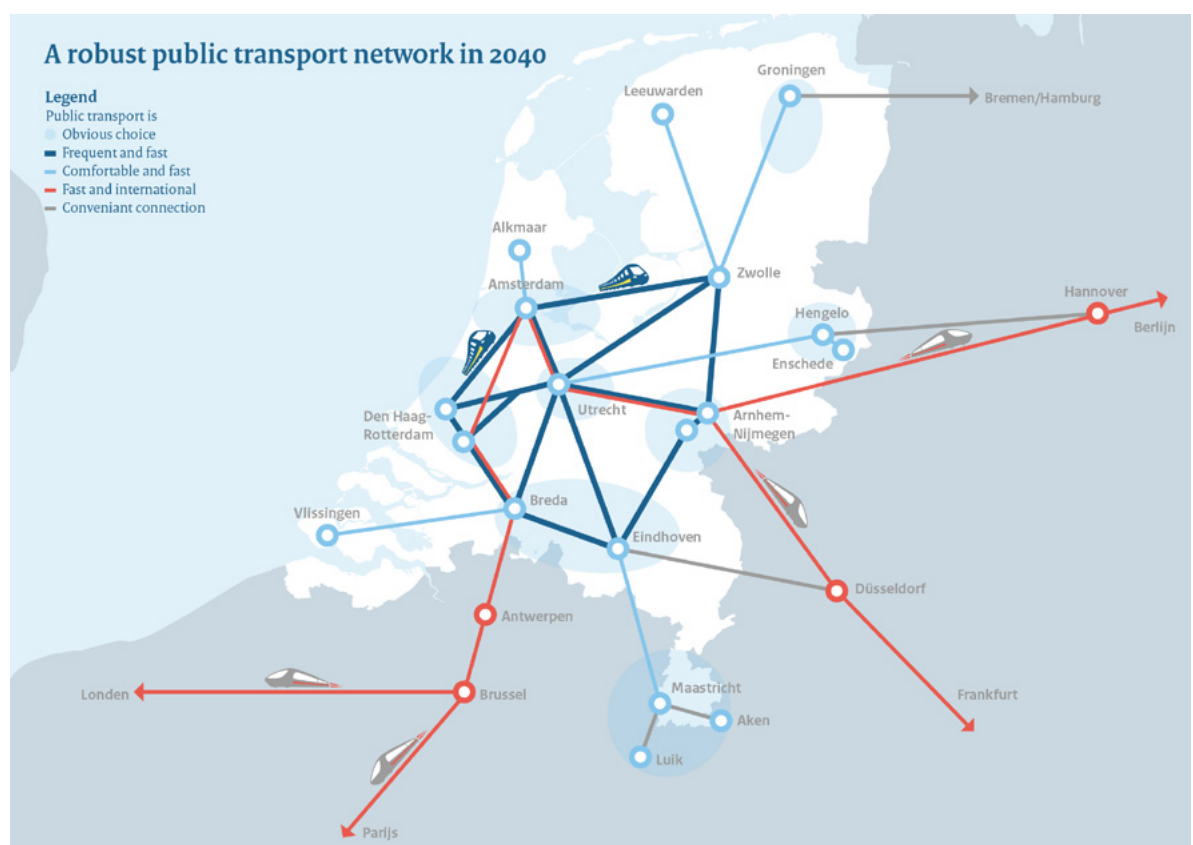 A robust public transport network in 2040
Legend
Public transport is
Obvious choice
Frequent and fast
Comfortable and fast
Fast and international
Conveniant connection
Groningen
Leeuwarden
Bremen/Hamburg
Alkmaar
Zwolle
Amsterdam
Hannover
Hengelo
Berlijn
Enschede
Utrecht
Den Haag-
Rotterdam
Arnhem-
Nijmegen
Breda
Vlissingen
Eindhoven
Düsseldorf
Antwerpen
Maastricht
Londen
Brussel
Frankfurt
Aken
Luik
Parijs